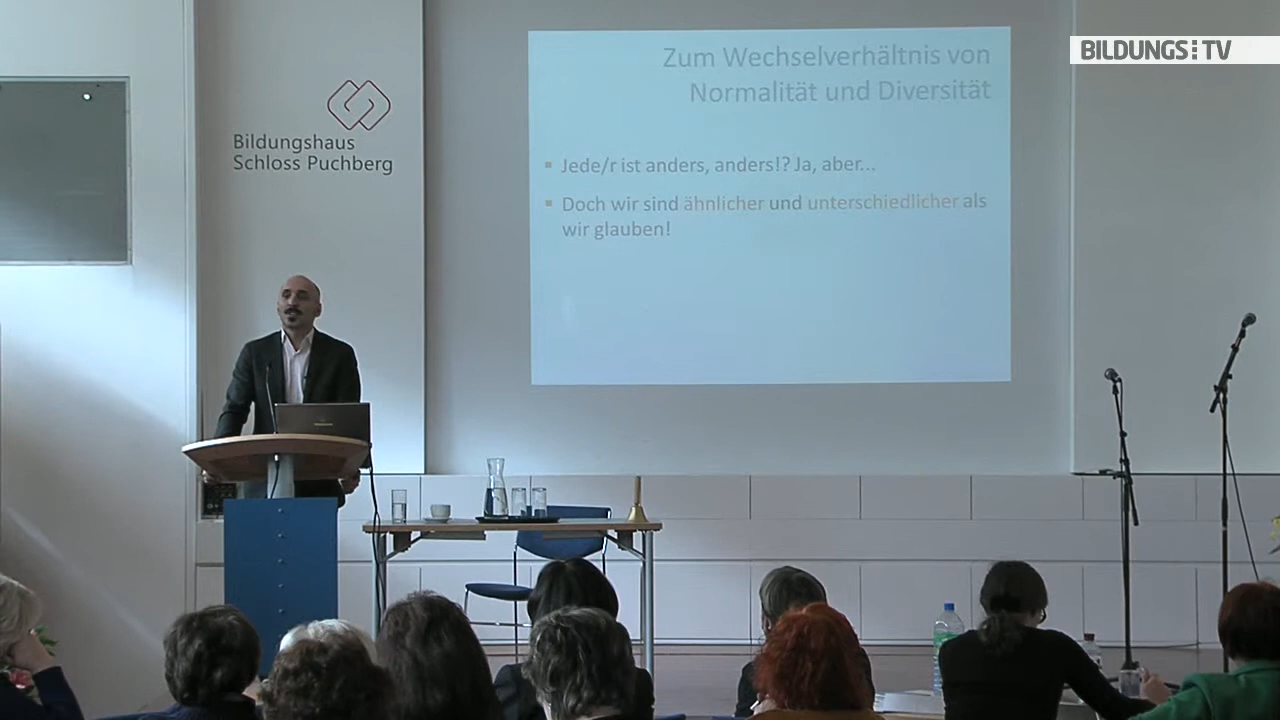 BILDUNGS TV
Zum Wechselverhältnis von
Normalität und Diversität
Bildungshaus
Schloss Puchberg
Jede/r ist anders, anders!? Ja, aber...
Doch wir sind ähnlicher und unterschiedlicher als
wir glauben!